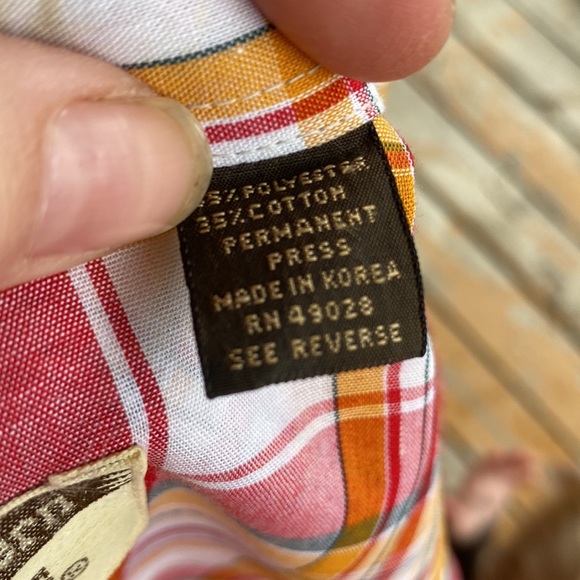 5% POLYESTER
35% COTTON
PERMANENT
PRESS
MADE IN KOREA
RN 49028
SEE REVERSE
®